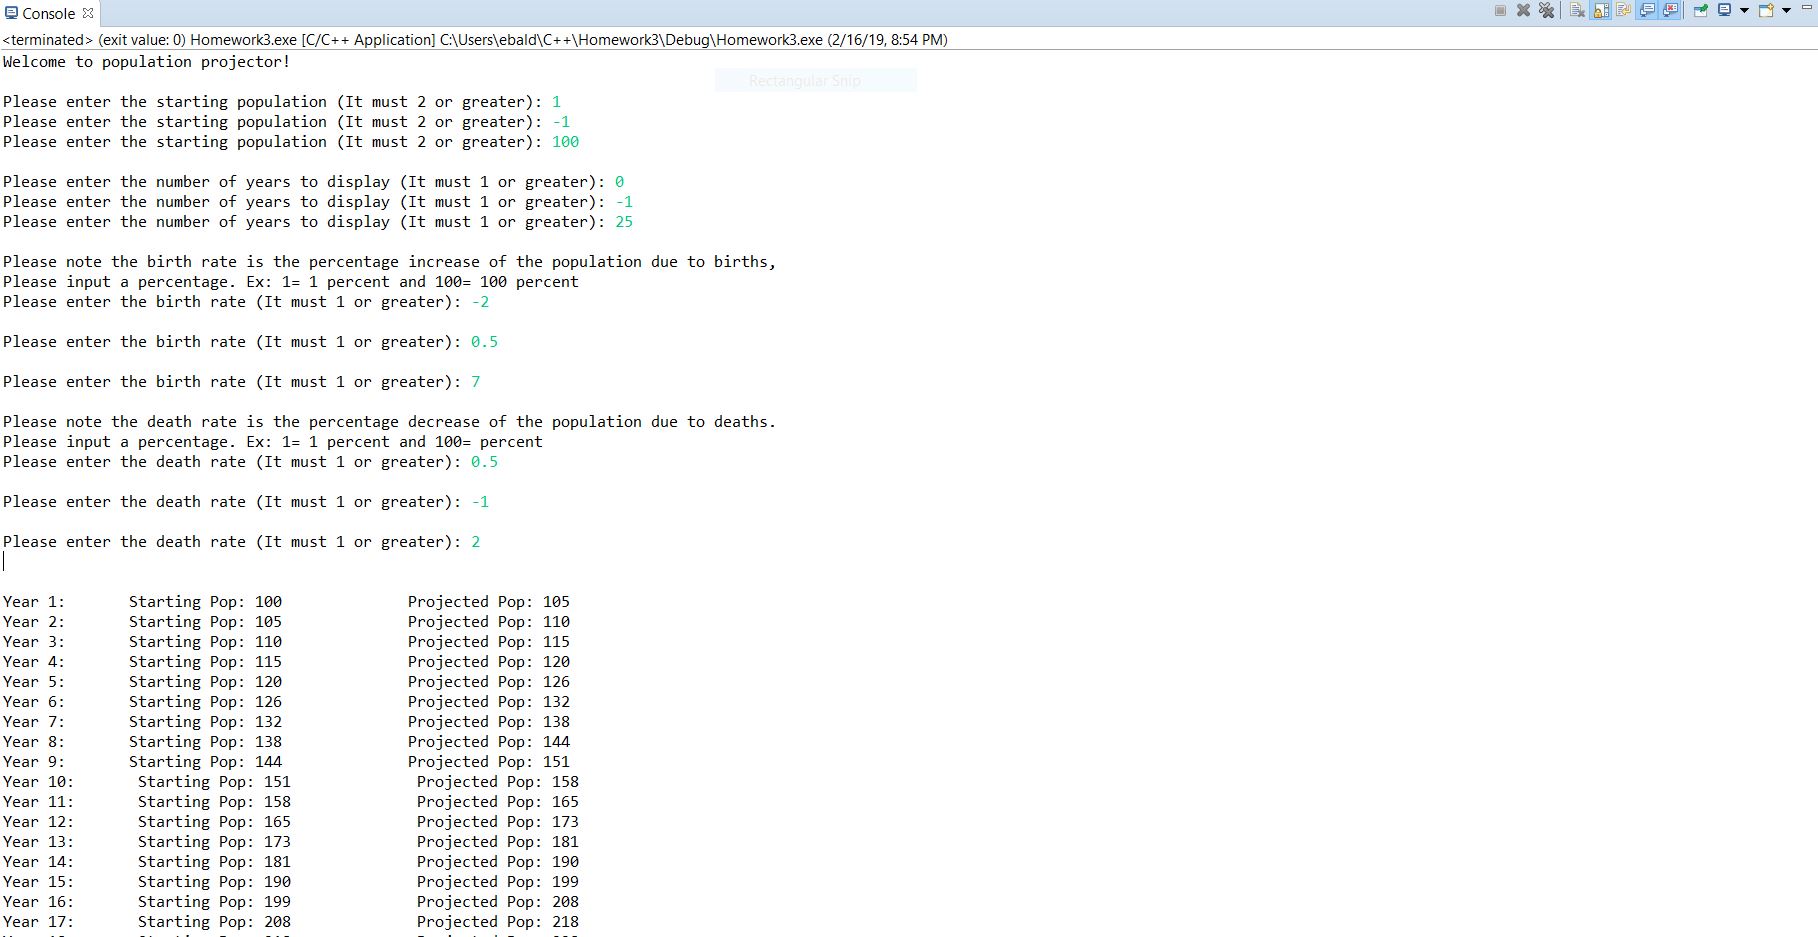 Console
<terminated> (exit value: 0) Homework3.exe [C/C++ Application] C:\Users\ebald\C++\Homework3\Debug\Homework3.exe (2/16/19, 8:54 PM)
Welcome to population projector!
Rectangular Snip
Please enter the starting population (It must 2 or greater): 1
Please enter the starting population (It must 2 or greater): -1
Please enter the starting population (It must 2 or greater): 100
Please enter the number of years to display (It must 1 or greater): 0
Please enter the number of years to display (It must 1 or greater): -1
Please enter the number of years to display (It must 1 or greater): 25
Please note the birth rate is the percentage increase of the population due to births,
Please input a percentage. Ex: 1= 1 percent and 100= 100 percent
Please enter the birth rate (It must 1 or greater): -2
Please enter the birth rate (It must 1 or greater): 0.5
Please enter the birth rate (It must 1 or greater): 7
Please note the death rate is the percentage decrease of the population due to deaths.
Please input a percentage. Ex: 1= 1 percent and 100= percent
Please enter the death rate (It must 1 or greater): 0.5
Please enter the death rate (It must 1 or greater): -1
Please enter the death rate (It must 1 or greater): 2
Year 1: Starting Pop: 100 Projected Pop: 105
Year 2: Starting Pop: 105 Projected Pop: 110
Year 3: Starting Pop: 110 Projected Pop: 115
Year 4: Starting Pop: 115 Projected Pop: 120
Year 5: Starting Pop: 120 Projected Pop: 126
Year 6: Starting Pop: 126 Projected Pop: 132
Year 7: Starting Pop: 132 Projected Pop: 138
Year 8: Starting Pop: 138 Projected Pop: 144
Year 9: Starting Pop: 144 Projected Pop: 151
Year 10: Starting Pop: 151 Projected Pop: 158
Year 11: Starting Pop: 158 Projected Pop: 165
Year 12: Starting Pop: 165 Projected Pop: 173
Year 13: Starting Pop: 173 Projected Pop: 181
Year 14: Starting Pop: 181 Projected Pop: 190
Year 15: Starting Pop: 190 Projected Pop: 199
Year 16: Starting Pop: 199 Projected Pop: 208
Year 17: Starting Pop: 208 Projected Pop: 218